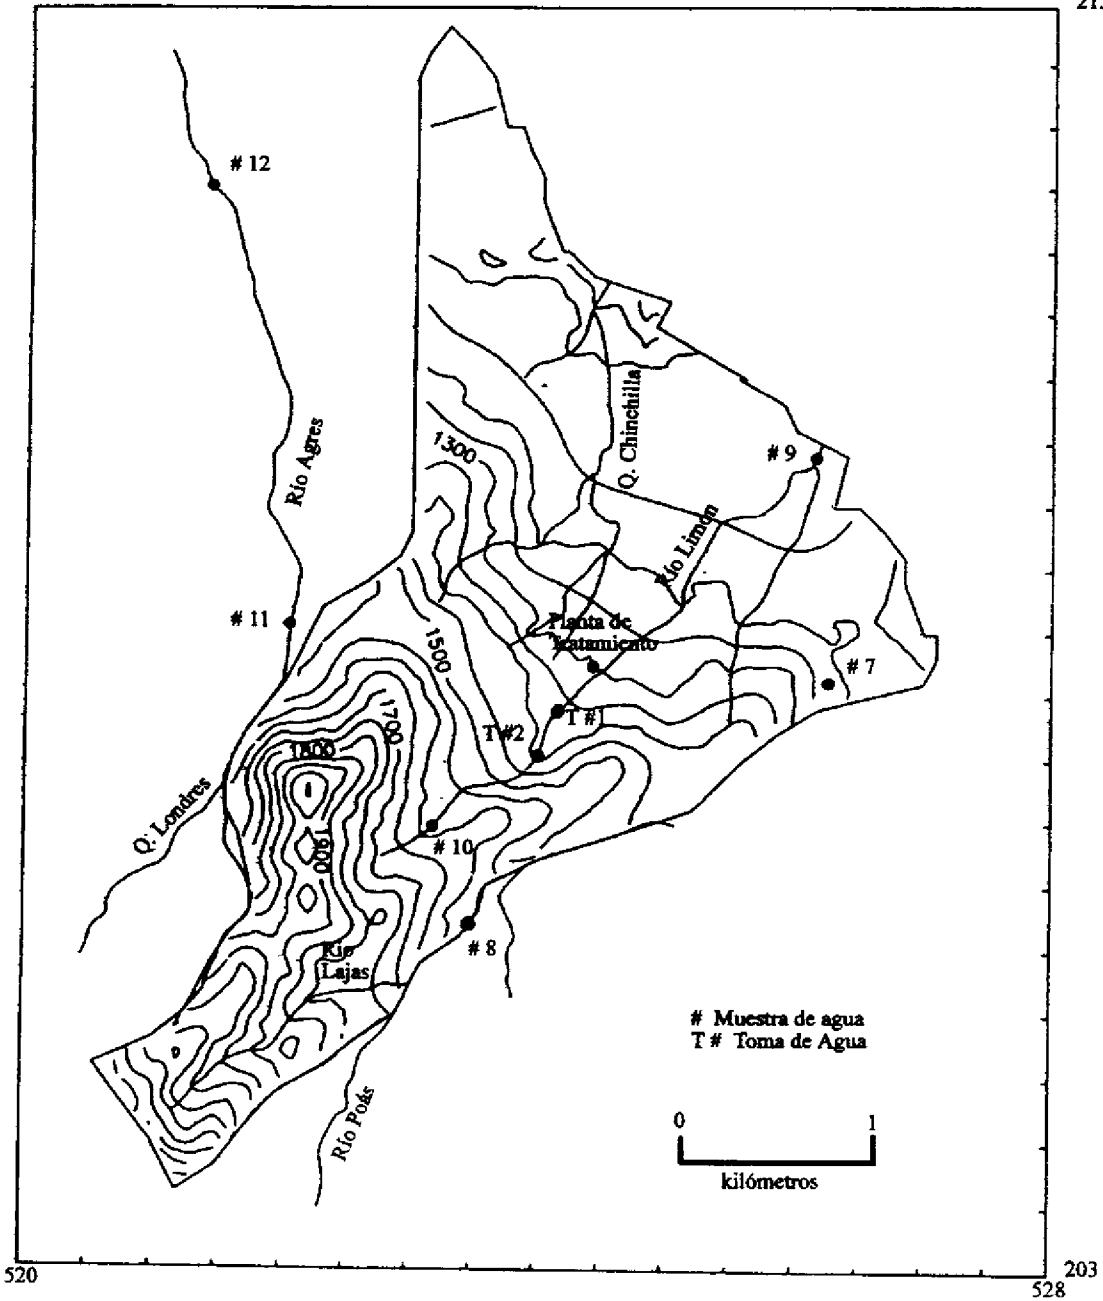 # 12
Río Agres
1300
Q. Chinchilla
# 9
Río Limón
# 11
1500
Planta de
Tratamiento
# 7
1700
T #1
T #2
1800
Q. Londres
1900
# 10
# 8
Río
Lajas
# Muestra de agua
T # Toma de Agua
Río Poás
0 1
kilómetros
520
528
203